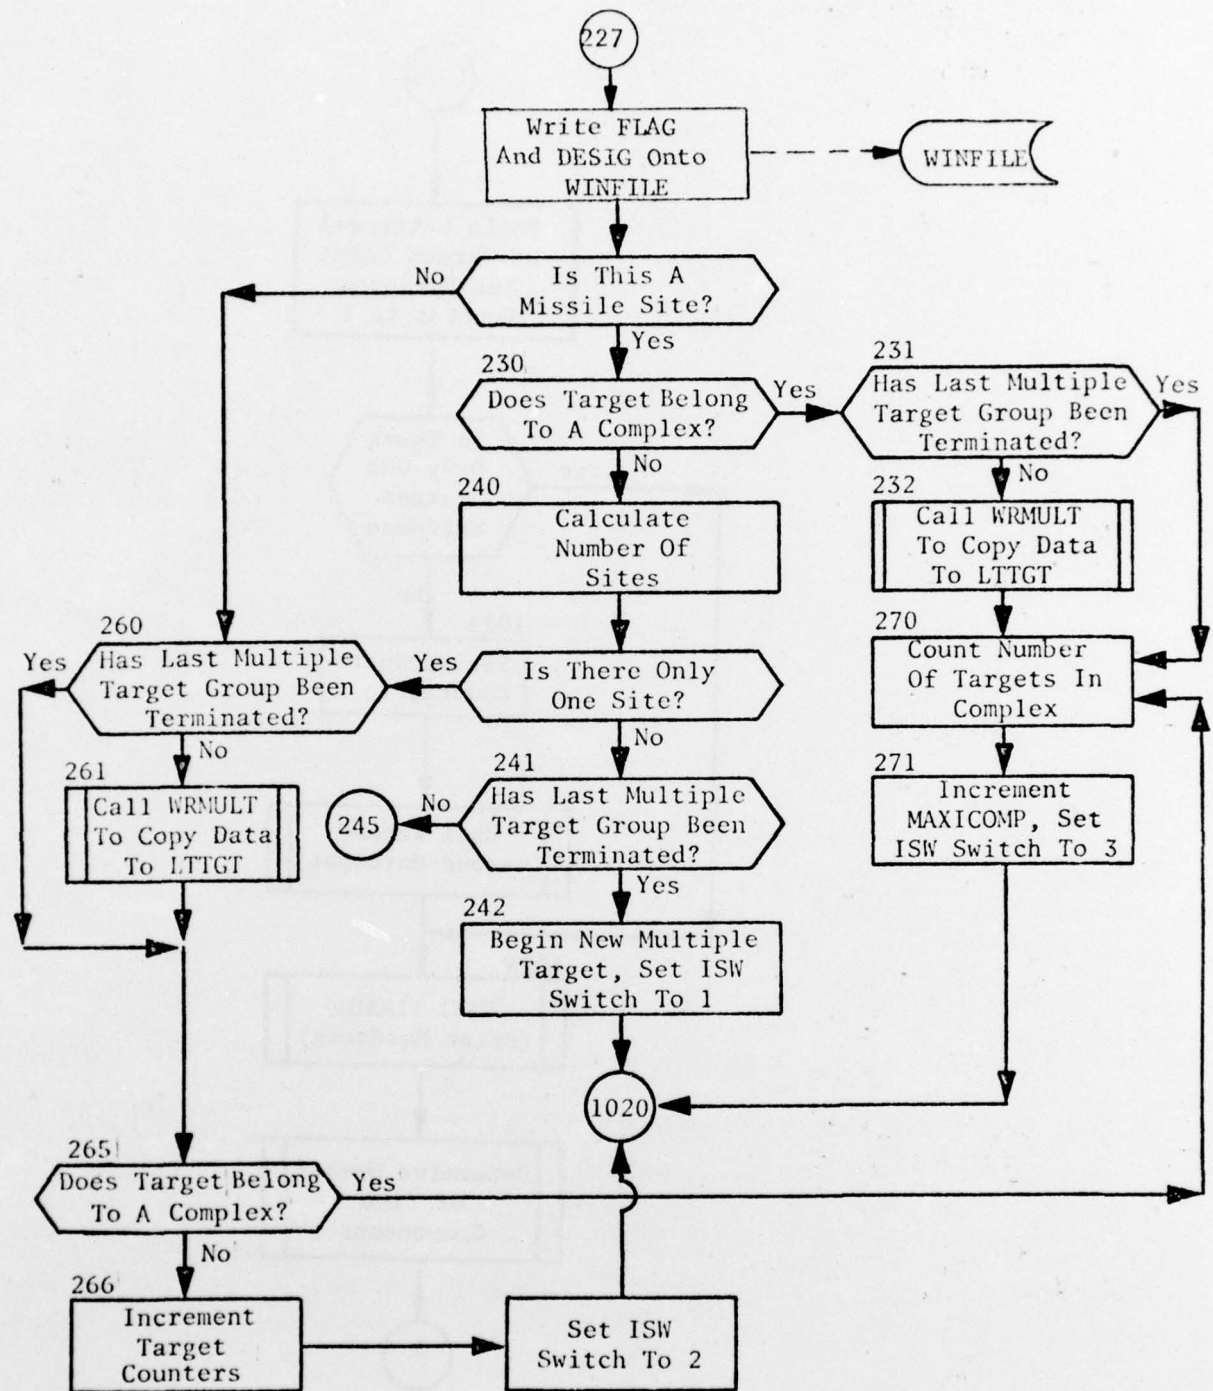 227
Write FLAG
And DESIG Onto
WINFILE
WINFILE
Is This A
Missile Site?
No
Yes
230
Does Target Belong
To A Complex?
Yes
No
231
Has Last Multiple
Target Group Been
Terminated?
Yes
No
240
Calculate
Number Of
Sites
232
Call WRMULT
To Copy Data
To LTTGT
260
Has Last Multiple
Target Group Been
Terminated?
Yes
No
Is There Only
One Site?
Yes
No
270
Count Number
Of Targets In
Complex
261
Call WRMULT
To Copy Data
To LTTGT
245
No
241
Has Last Multiple
Target Group Been
Terminated?
Yes
271
Increment
MAXICOMP, Set
ISW Switch To 3
242
Begin New Multiple
Target, Set ISW
Switch To 1
1020
265
Does Target Belong
To A Complex?
Yes
No
266
Increment
Target
Counters
Set ISW
Switch To 2